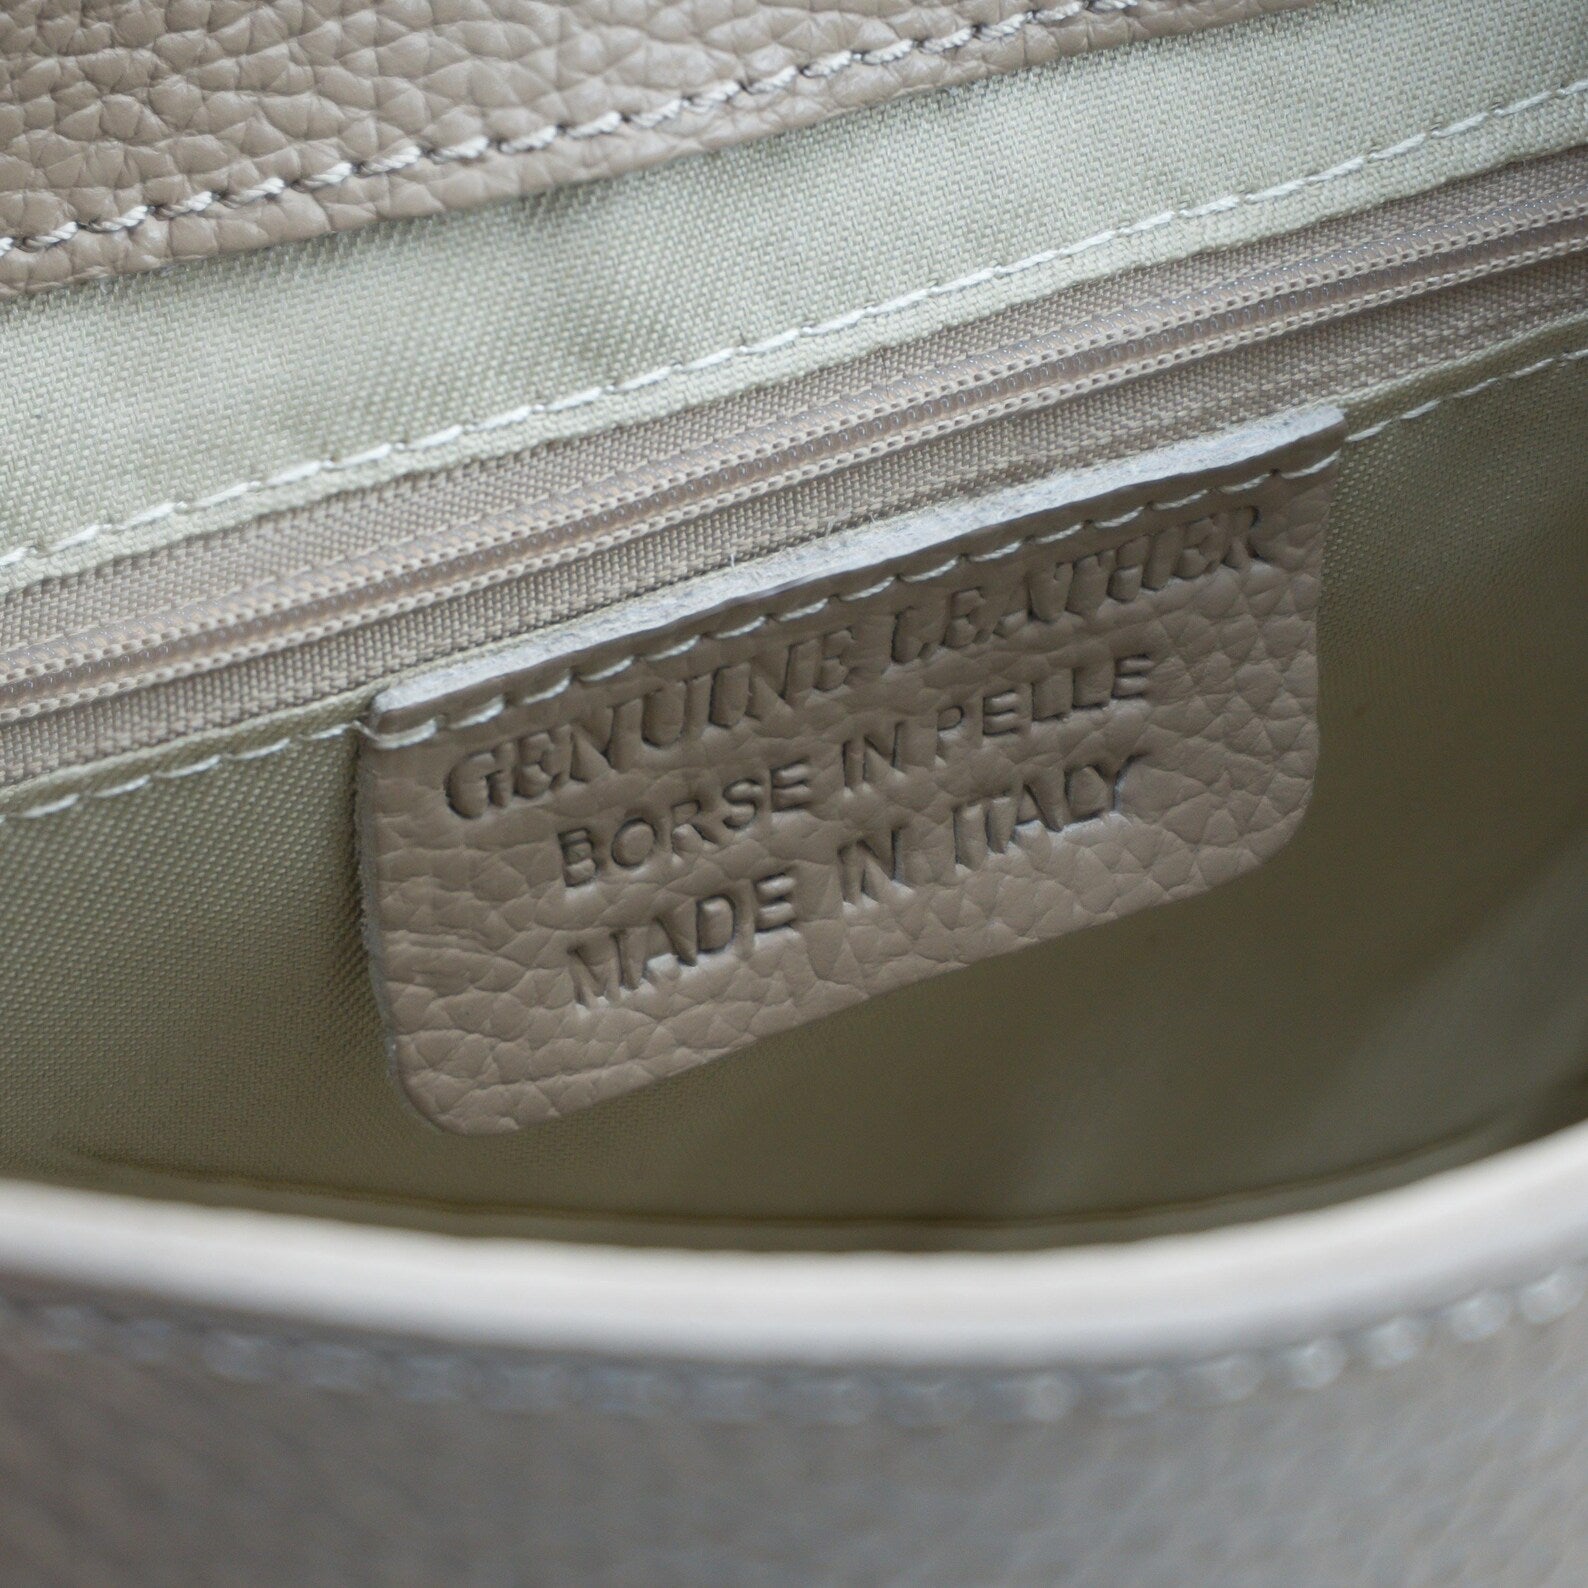 GENUINE LEATHER
BORSE IN PELLE
MADE IN ITALY